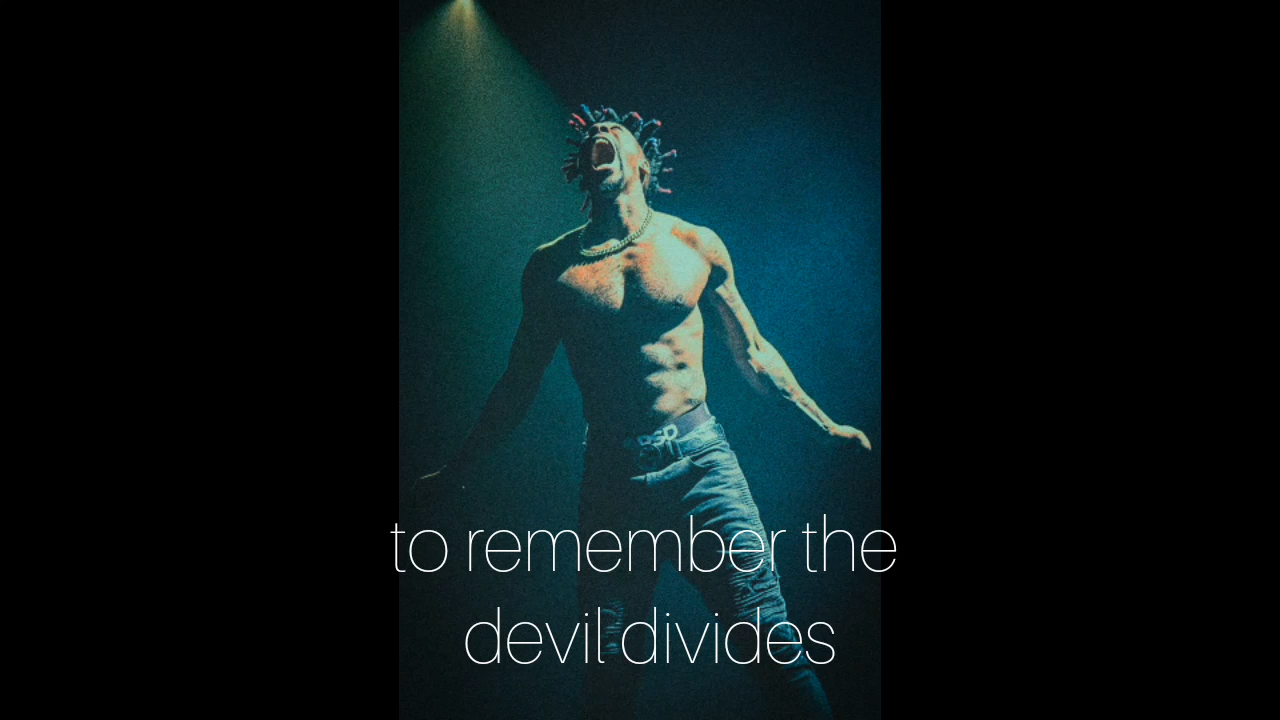 to remember the
devil divides